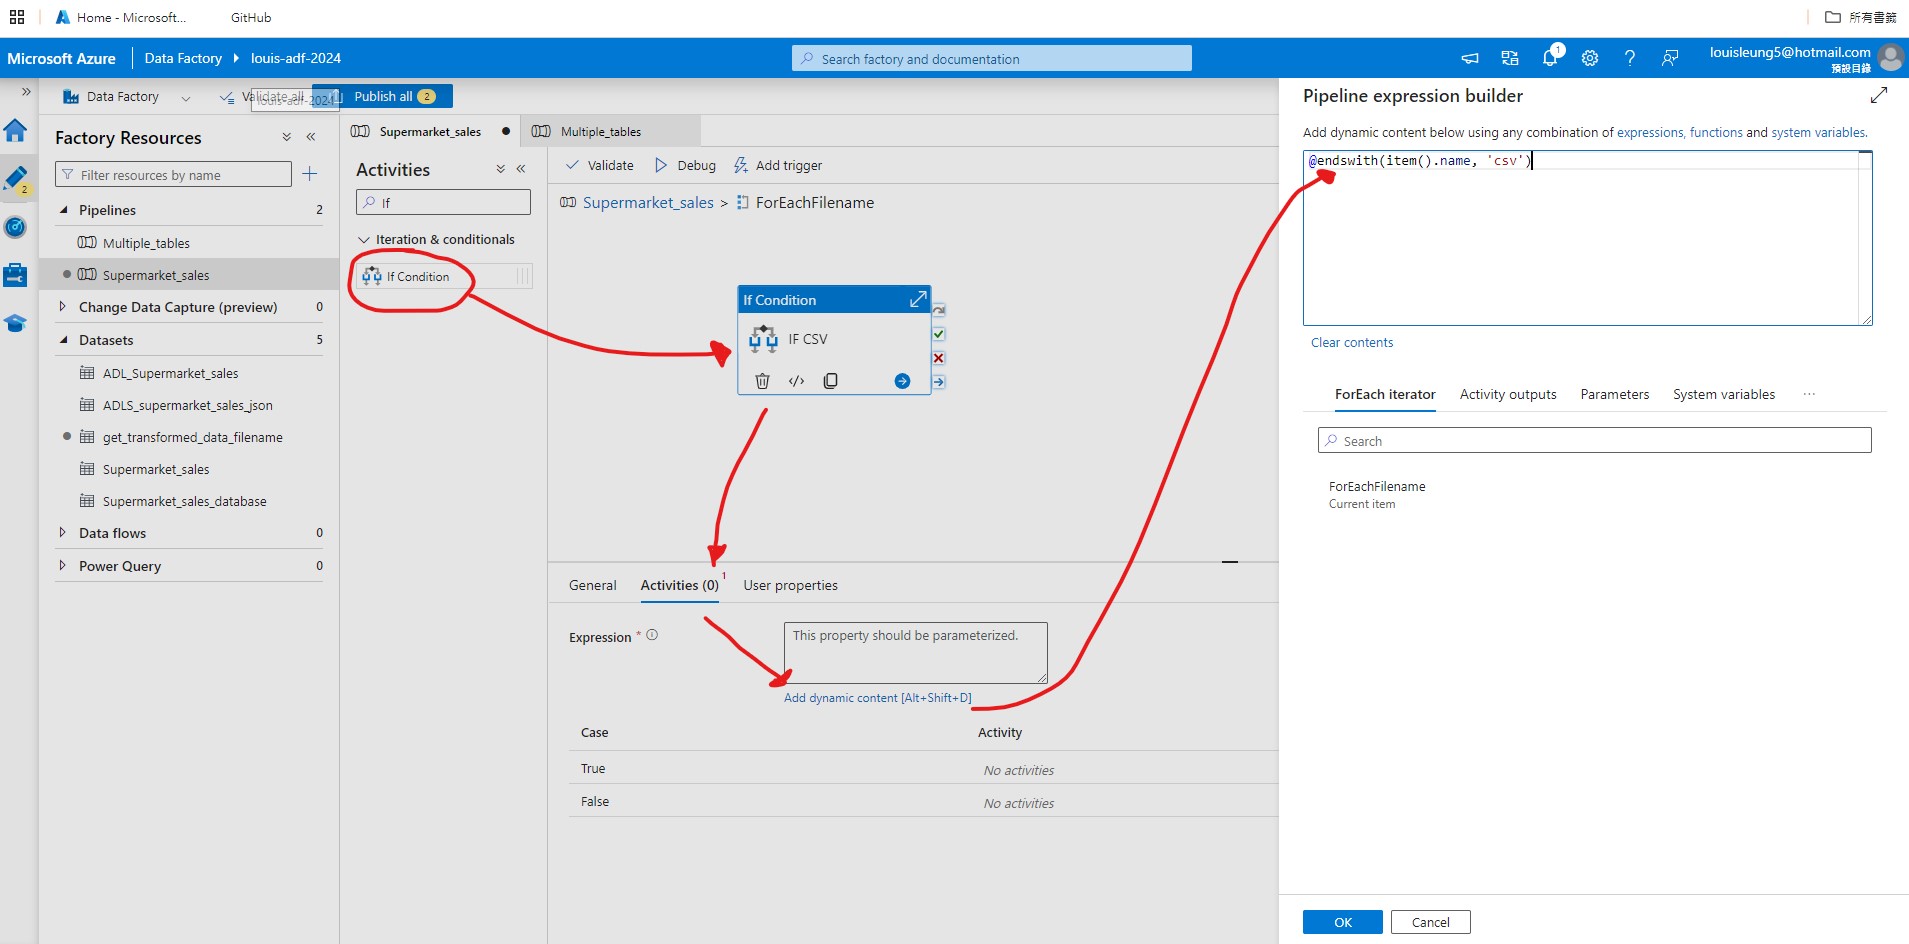 Home - Microsoft...
GitHub
所有書籤
Microsoft Azure
Data Factory
louis-adf-2024
Search factory and documentation
1
louisleung5@hotmail.com
預設目錄
Data Factory
Validate all
louis-adf-2024
Publish all
2
2
Factory Resources
Filter resources by name
Pipelines 2
Multiple_tables
Supermarket_sales
Change Data Capture (preview) 0
Datasets 5
ADL_Supermarket_sales
ADLS_supermarket_sales_json
get_transformed_data_filename
Supermarket_sales
Supermarket_sales_database
Data flows 0
Power Query 0
Supermarket_sales
Multiple_tables
Activities
If
Iteration & conditionals
If Condition
Validate
Debug
Add trigger
Supermarket_sales > ForEachFilename
If Condition
IF CSV
General
Activities (0) 1
User properties
Expression *
This property should be parameterized.
Add dynamic content [Alt+Shift+D]
Case Activity
True No activities
False No activities
Pipeline expression builder
Add dynamic content below using any combination of expressions, functions and system variables.
@endswith(item().name, 'csv')
Clear contents
ForEach iterator
Activity outputs
Parameters
System variables
...
Search
ForEachFilename
Current item
OK
Cancel